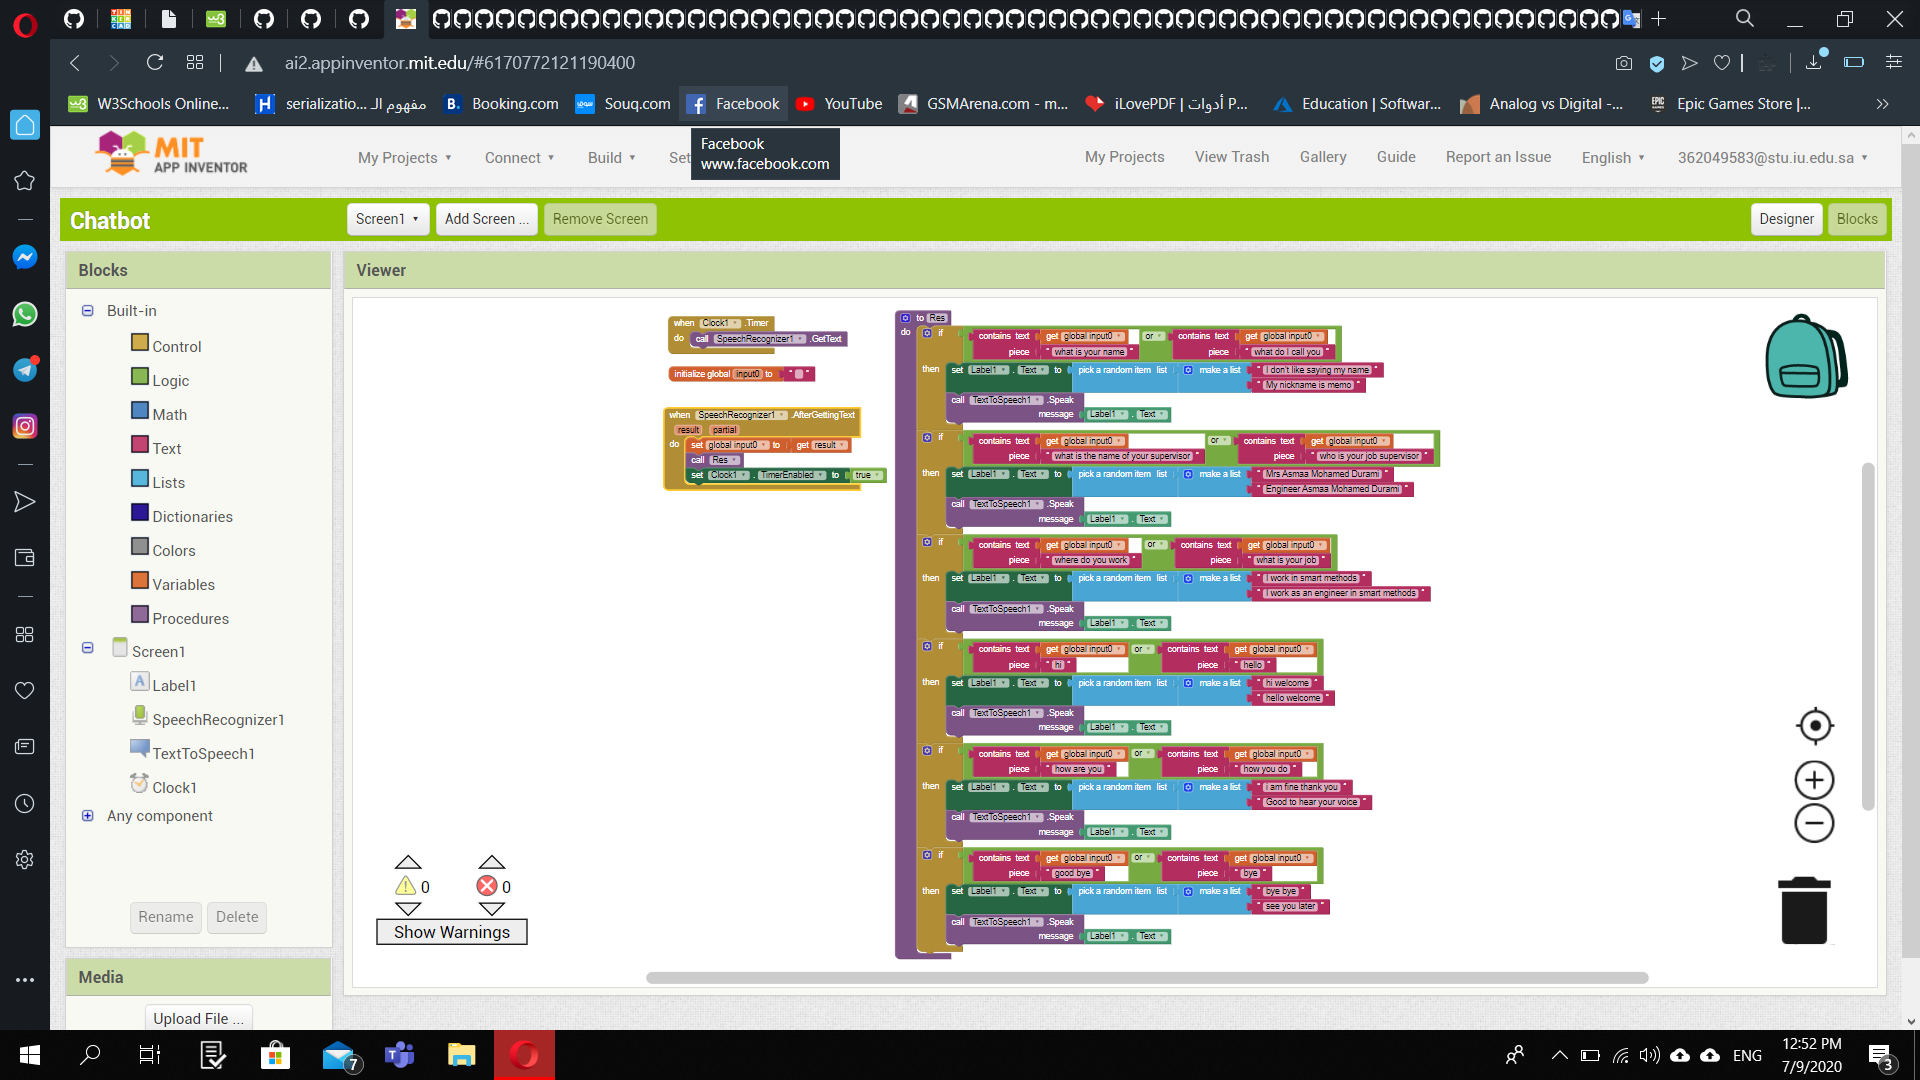 ai2.appinventor.mit.edu/#6170772121190400
W3Schools Online...
serializatio... مفهوم الـ
Booking.com
Souq.com
Facebook
YouTube
GSMArena.com - m...
iLovePDF | أدوات P...
Education | Softwar...
Analog vs Digital -...
Epic Games Store |...
Facebook
www.facebook.com
MIT
APP INVENTOR
My Projects
Connect
Build
Set
My Projects
View Trash
Gallery
Guide
Report an Issue
English
362049583@stu.iu.edu.sa
Chatbot
Screen1
Add Screen ...
Remove Screen
Designer
Blocks
Blocks
Built-in
Control
Logic
Math
Text
Lists
Dictionaries
Colors
Variables
Procedures
Screen1
Label1
SpeechRecognizer1
TextToSpeech1
Clock1
Any component
Rename
Delete
Media
Upload File ...
Viewer
when Clock1 .Timer
do call SpeechRecognizer1 .GetText
initialize global input0 to " "
when SpeechRecognizer1 .AfterGettingText
result partial
do set global input0 to get result
call Res
set Clock1 . TimerEnabled to true
to Res
do if contains text get global input0 or contains text get global input0
piece " what is your name " piece " what do I call you "
then set Label1 . Text to pick a random item list make a list " I don't like saying my name "
" My nickname is memo "
call TextToSpeech1 .Speak
message Label1 . Text
if contains text get global input0 or contains text get global input0
piece " what is the name of your supervisor " piece " who is your job supervisor "
then set Label1 . Text to pick a random item list make a list " Mrs Asmaa Mohamed Durami "
" Engineer Asmaa Mohamed Durami "
call TextToSpeech1 .Speak
message Label1 . Text
if contains text get global input0 or contains text get global input0
piece " where do you work " piece " what is your job "
then set Label1 . Text to pick a random item list make a list " I work in smart methods "
" I work as an engineer in smart methods "
call TextToSpeech1 .Speak
message Label1 . Text
if contains text get global input0 or contains text get global input0
piece " hi " piece " hello "
then set Label1 . Text to pick a random item list make a list " hi welcome "
" hello welcome "
call TextToSpeech1 .Speak
message Label1 . Text
if contains text get global input0 or contains text get global input0
piece " how are you " piece " how you do "
then set Label1 . Text to pick a random item list make a list " i am fine thank you "
" Good to hear your voice "
call TextToSpeech1 .Speak
message Label1 . Text
if contains text get global input0 or contains text get global input0
piece " good bye " piece " bye "
then set Label1 . Text to pick a random item list make a list " bye bye "
" see you later "
call TextToSpeech1 .Speak
message Label1 . Text
0
0
Show Warnings
7
ENG
12:52 PM
7/9/2020
3